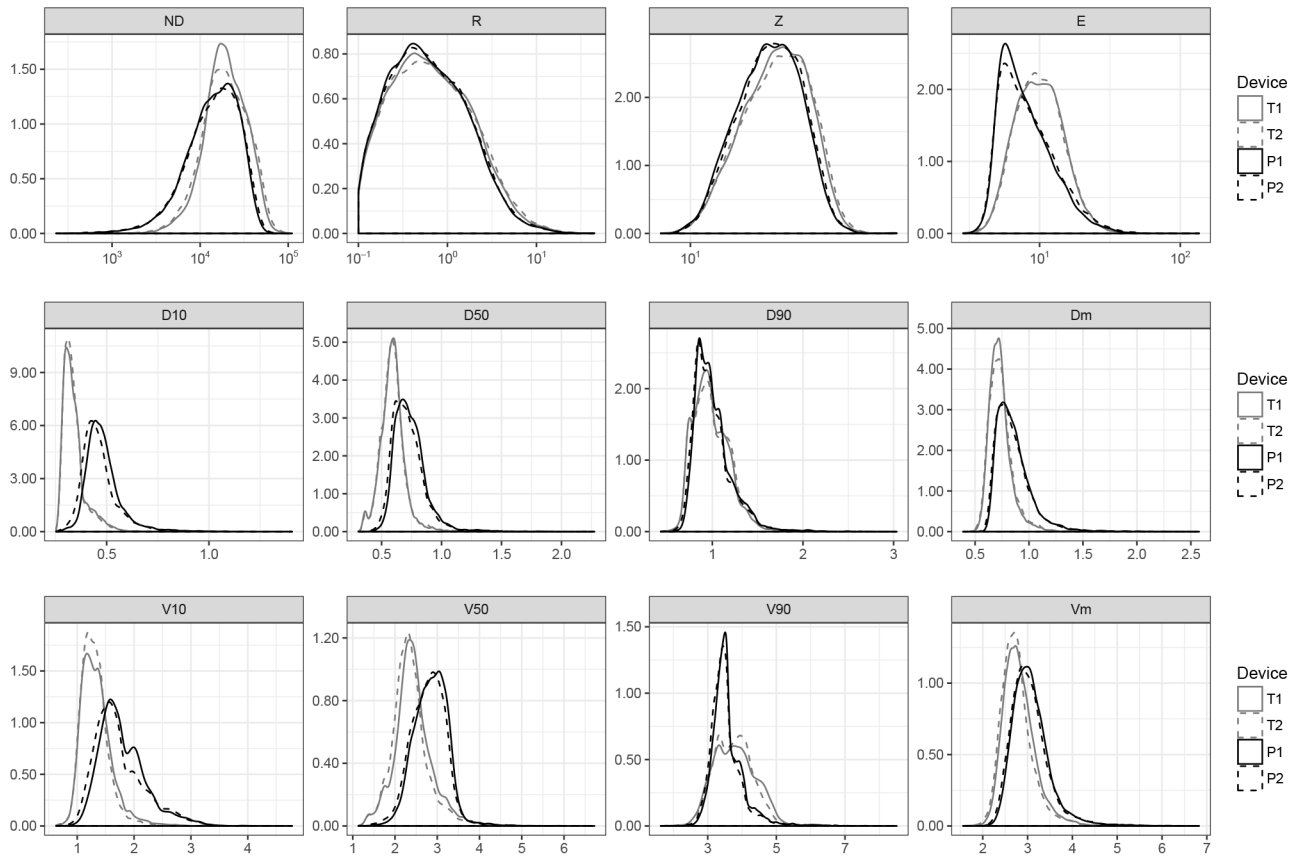 ND R Z E
1.50
1.00
0.50
0.00
10³ 10⁴ 10⁵
0.80
0.60
0.40
0.20
0.00
10⁻¹ 10⁰ 10¹
2.00
1.00
0.00
10¹
2.00
1.00
0.00
10¹ 10²
Device
T1
T2
P1
P2
D10 D50 D90 Dm
9.00
6.00
3.00
0.00
0.5 1.0
5.00
4.00
3.00
2.00
1.00
0.00
0.5 1.0 1.5 2.0
2.00
1.00
0.00
1 2 3
5.00
4.00
3.00
2.00
1.00
0.00
0.5 1.0 1.5 2.0 2.5
Device
T1
T2
P1
P2
V10 V50 V90 Vm
1.50
1.00
0.50
0.00
1 2 3 4
1.20
0.80
0.40
0.00
1 2 3 4 5 6
1.50
1.00
0.50
0.00
3 5 7
1.00
0.50
0.00
2 3 4 5 6 7
Device
T1
T2
P1
P2